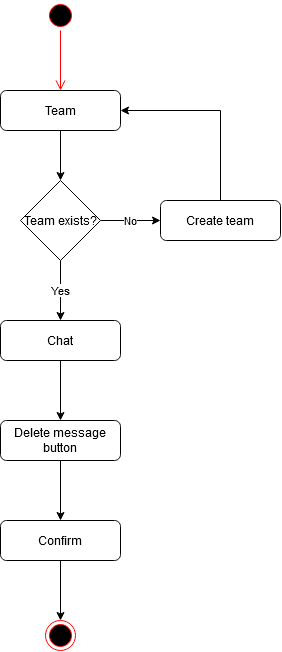 Team
Team exists?
No
Create team
Yes
Chat
Delete message
button
Confirm